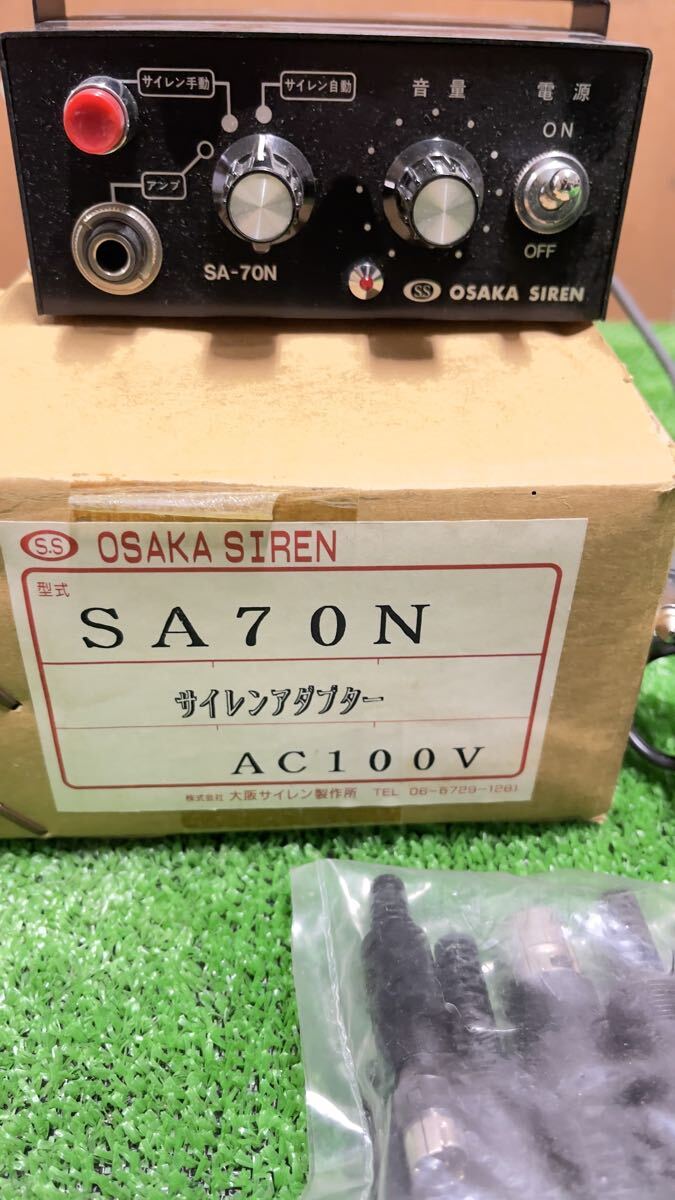 サイレン手動
サイレン自動
音量
電源
ON
アンプ
OFF
SA-70N
SS OSAKA SIREN
S.S OSAKA SIREN
型式
SA70N
サイレンアダプター
AC100V
株式会社 大阪サイレン製作所 TEL 06-6729-1281